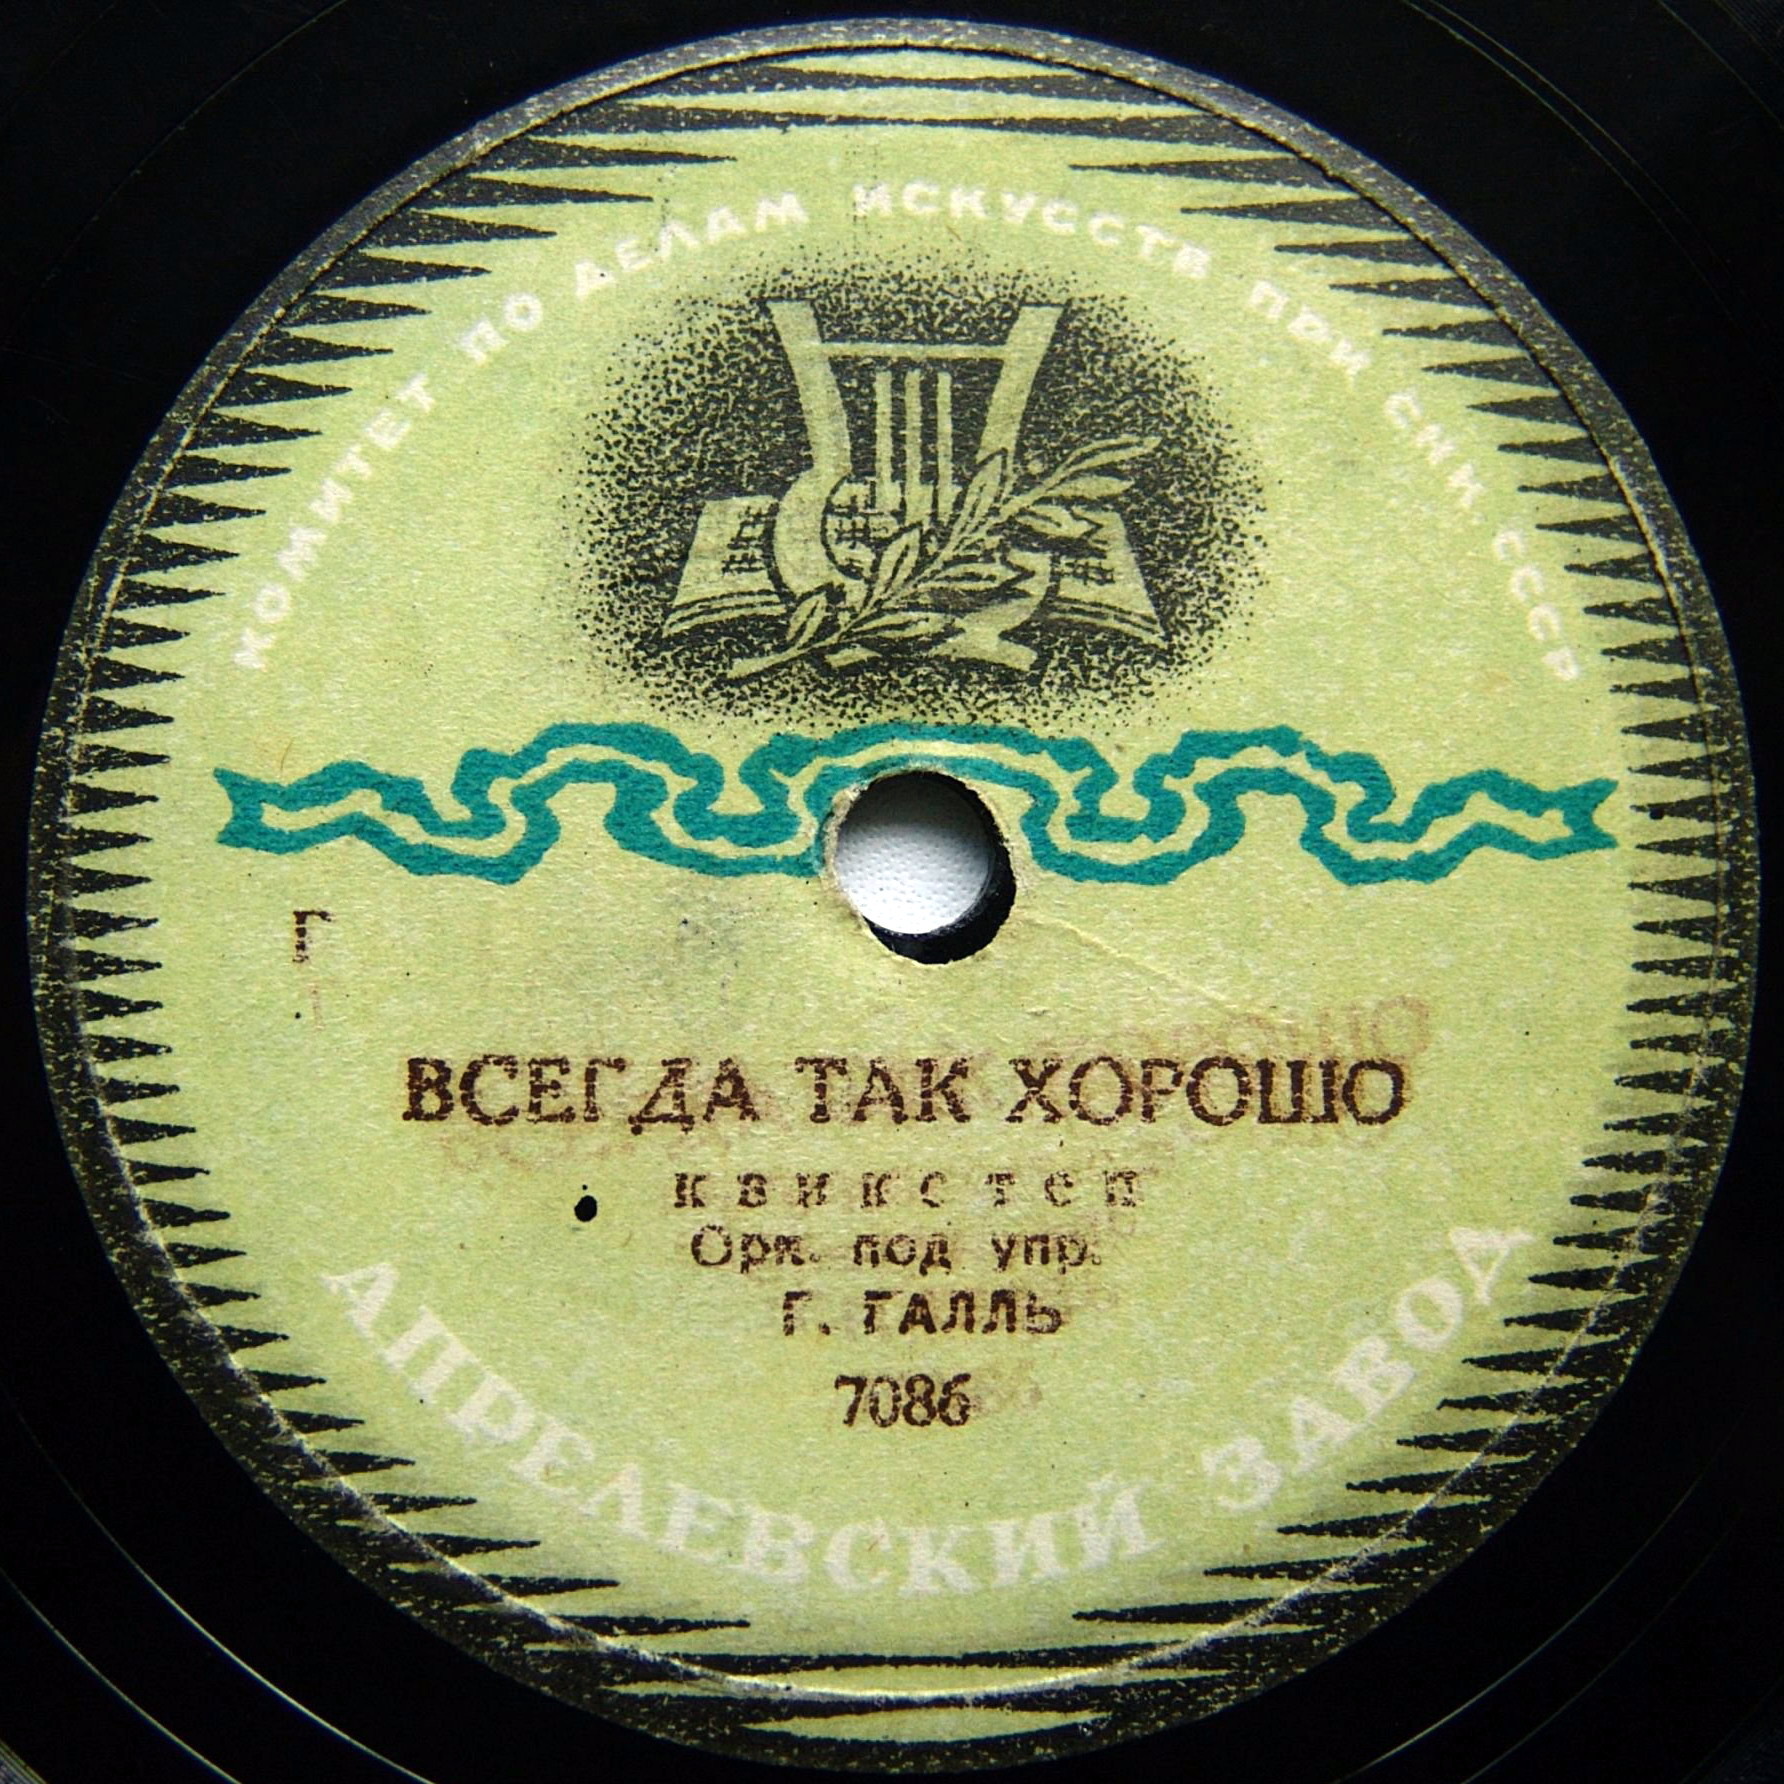 КОМИТЕТ ПО ДЕЛАМ ИСКУССТВ ПРИ СНК СССР
Г
ВСЕГДА ТАК ХОРОШО
квикстеп
Орк. под упр.
Г. ГАЛЛЬ
7086
АПРЕЛЕВСКИЙ ЗАВОД